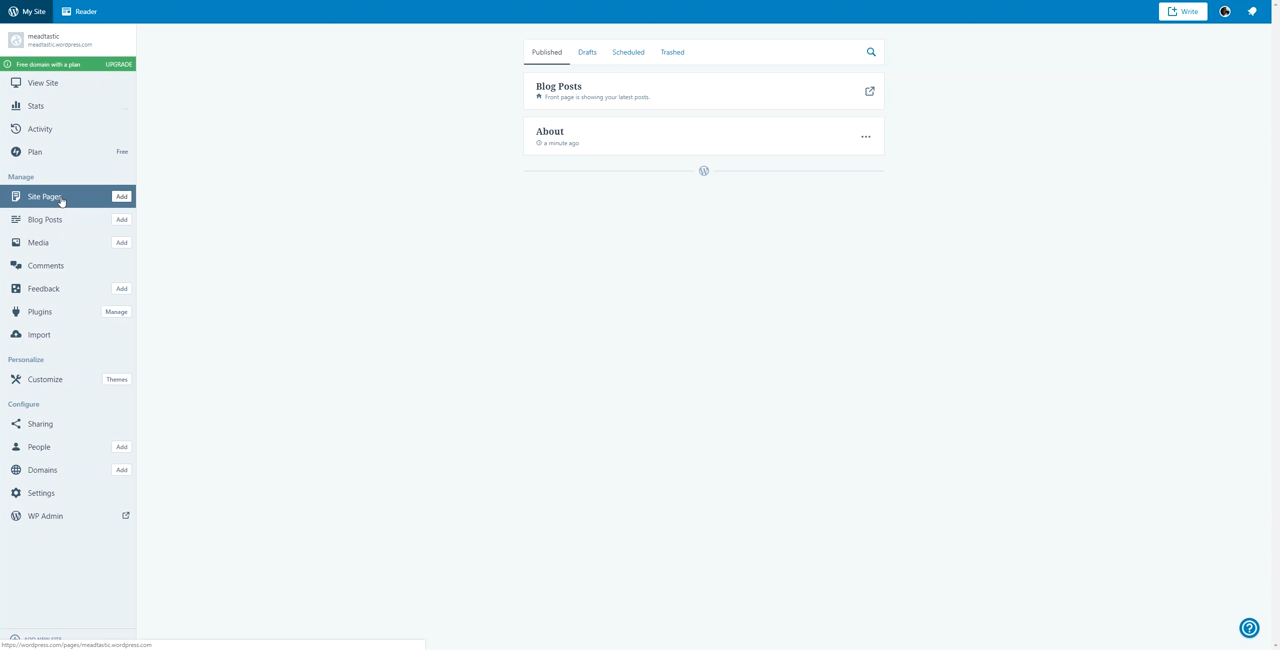 My Site
Reader
Write
meadtastic
meadtastic.wordpress.com
Free domain with a plan UPGRADE
View Site
Stats
Activity
Plan Free
Manage
Site Pages Add
Blog Posts Add
Media Add
Comments
Feedback Add
Plugins Manage
Import
Personalize
Customize Themes
Configure
Sharing
People Add
Domains Add
Settings
WP Admin
https://wordpress.com/pages/meadtastic.wordpress.com
Published Drafts Scheduled Trashed
Blog Posts
Front page is showing your latest posts.
About
a minute ago